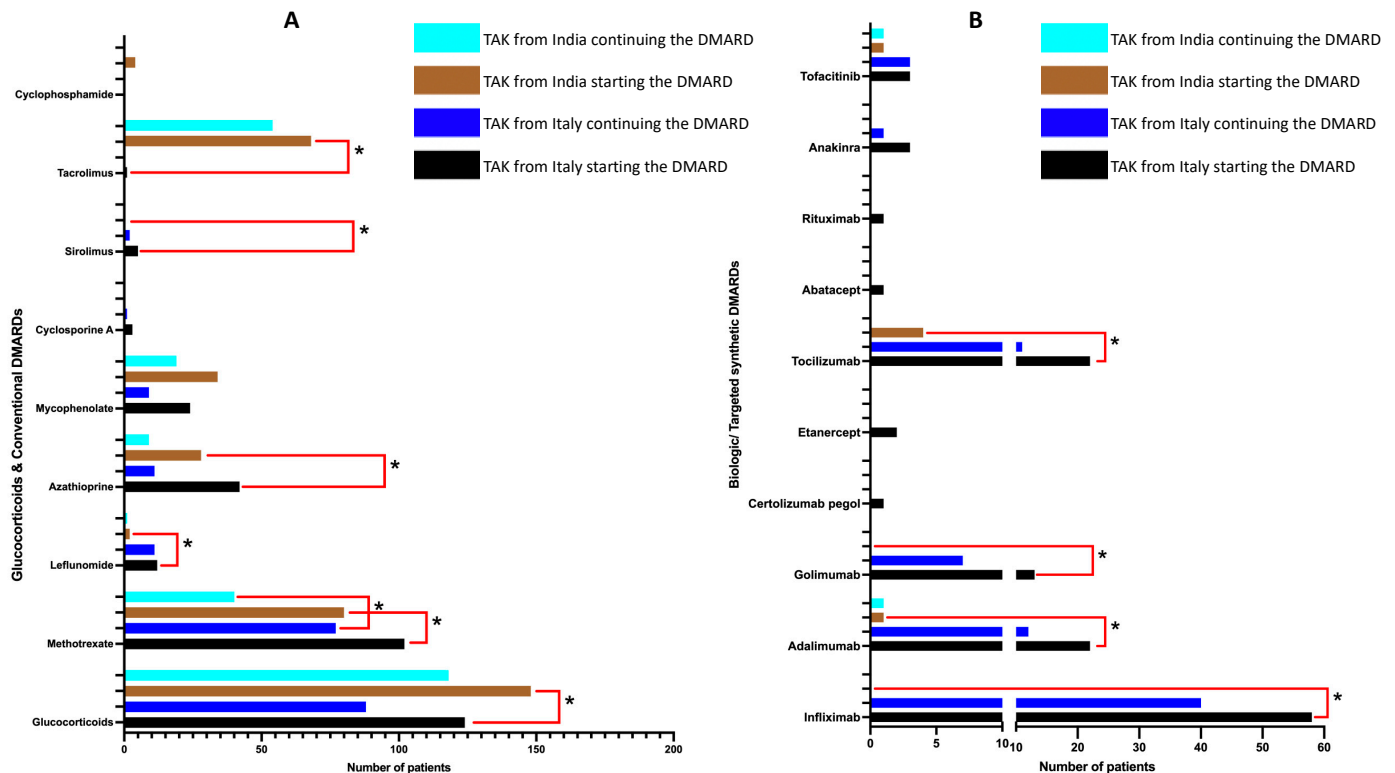 A
TAK from India continuing the DMARD
TAK from India starting the DMARD
TAK from Italy continuing the DMARD
TAK from Italy starting the DMARD
Glucocorticoids & Conventional DMARDs
Cyclophosphamide
Tacrolimus
*
Sirolimus
*
Cyclosporine A
Mycophenolate
Azathioprine
*
Leflunomide
*
Methotrexate
*
*
Glucocorticoids
*
0 50 100 150 200
Number of patients
B
TAK from India continuing the DMARD
TAK from India starting the DMARD
TAK from Italy continuing the DMARD
TAK from Italy starting the DMARD
Biologic/ Targeted synthetic DMARDs
Tofacitinib
Anakinra
Rituximab
Abatacept
Tocilizumab
*
Etanercept
Certolizumab pegol
Golimumab
*
Adalimumab
*
Infliximab
*
0 5 10 10 20 30 40 50 60
Number of patients